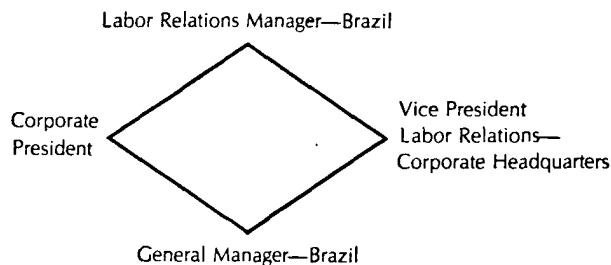 Labor Relations Manager—Brazil
Corporate
President
Vice President
Labor Relations—
Corporate Headquarters
General Manager—Brazil